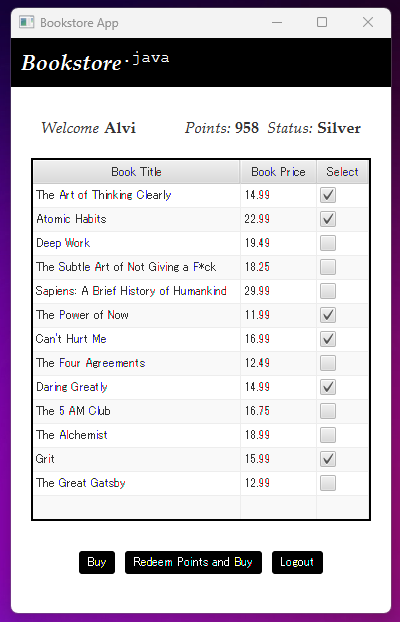 Bookstore App
Bookstore.java
Welcome Alvi Points: 958 Status: Silver
Book Title Book Price Select
The Art of Thinking Clearly 14.99
Atomic Habits 22.99
Deep Work 19.49
The Subtle Art of Not Giving a F*ck 18.25
Sapiens: A Brief History of Humankind 29.99
The Power of Now 11.99
Can't Hurt Me 16.99
The Four Agreements 12.49
Daring Greatly 14.99
The 5 AM Club 16.75
The Alchemist 18.99
Grit 15.99
The Great Gatsby 12.99
Buy Redeem Points and Buy Logout